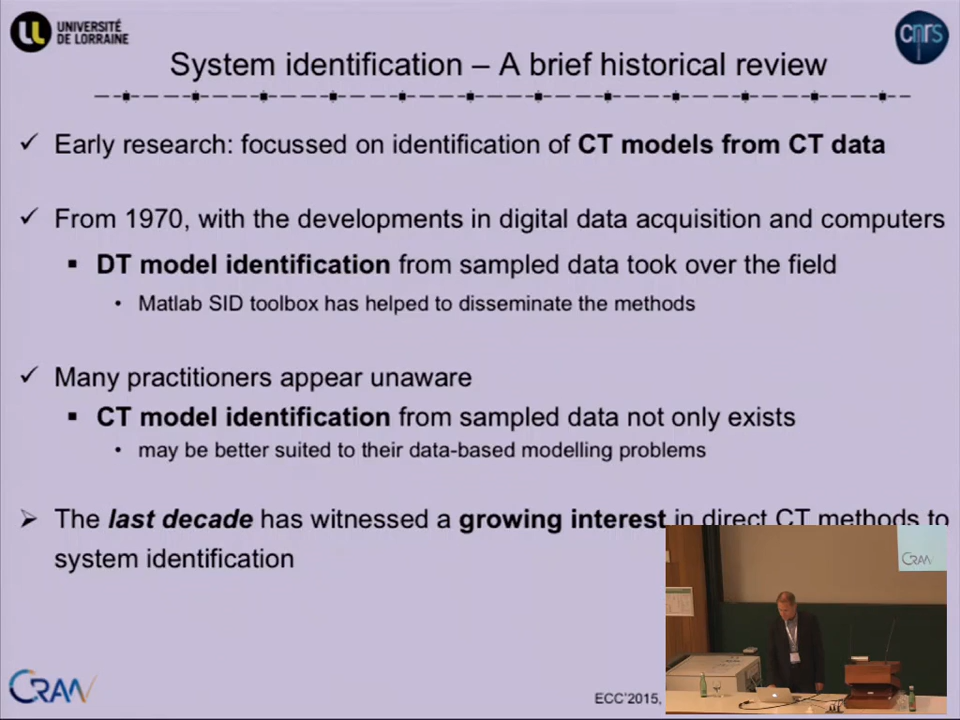 UNIVERSITÉ
DE LORRAINE
cnrs
System identification – A brief historical review
✓ Early research: focussed on identification of CT models from CT data
✓ From 1970, with the developments in digital data acquisition and computers
▪ DT model identification from sampled data took over the field
• Matlab SID toolbox has helped to disseminate the methods
✓ Many practitioners appear unaware
▪ CT model identification from sampled data not only exists
• may be better suited to their data-based modelling problems
➢ The last decade has witnessed a growing interest in direct CT methods to
system identification
CRAN
CRAN
ECC'2015,